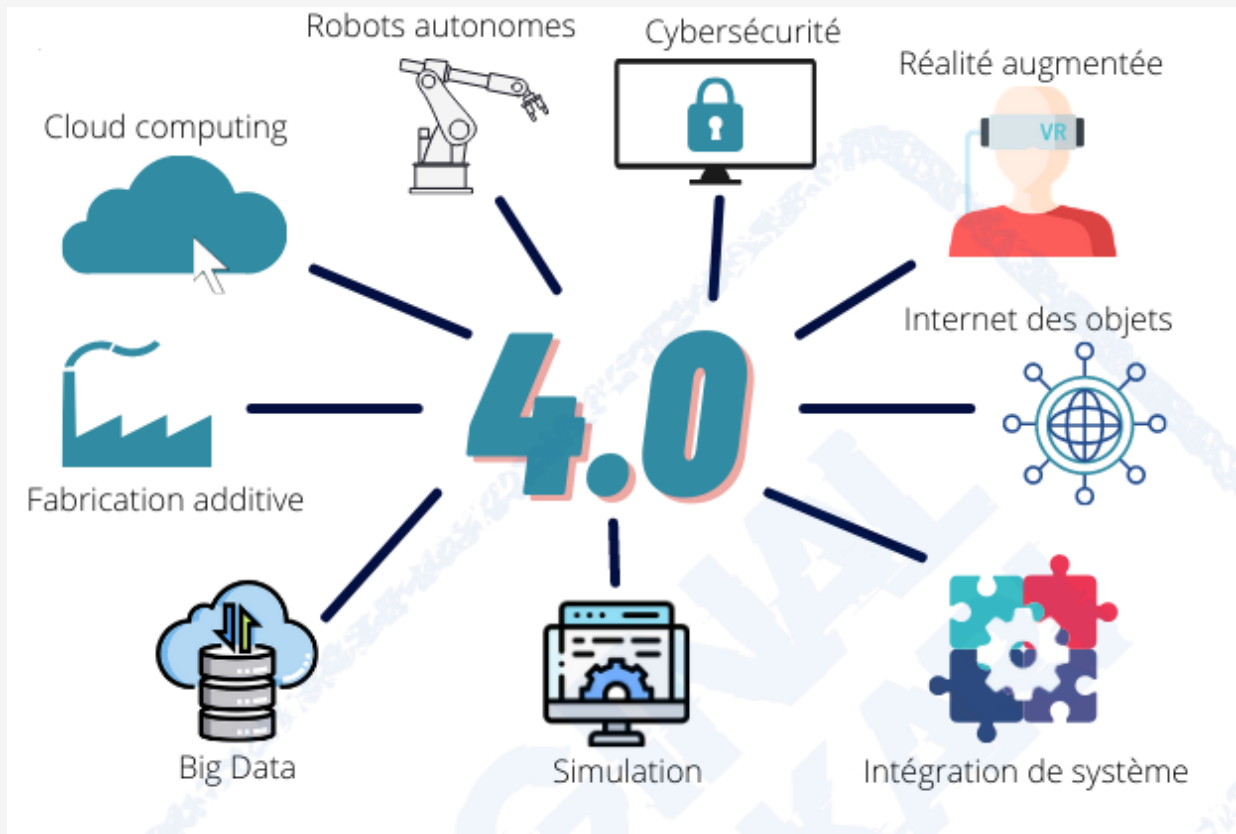 Robots autonomes
Cybersécurité
Réalité augmentée
Cloud computing
VR
Internet des objets
4.0
Fabrication additive
Big Data
Simulation
Intégration de système